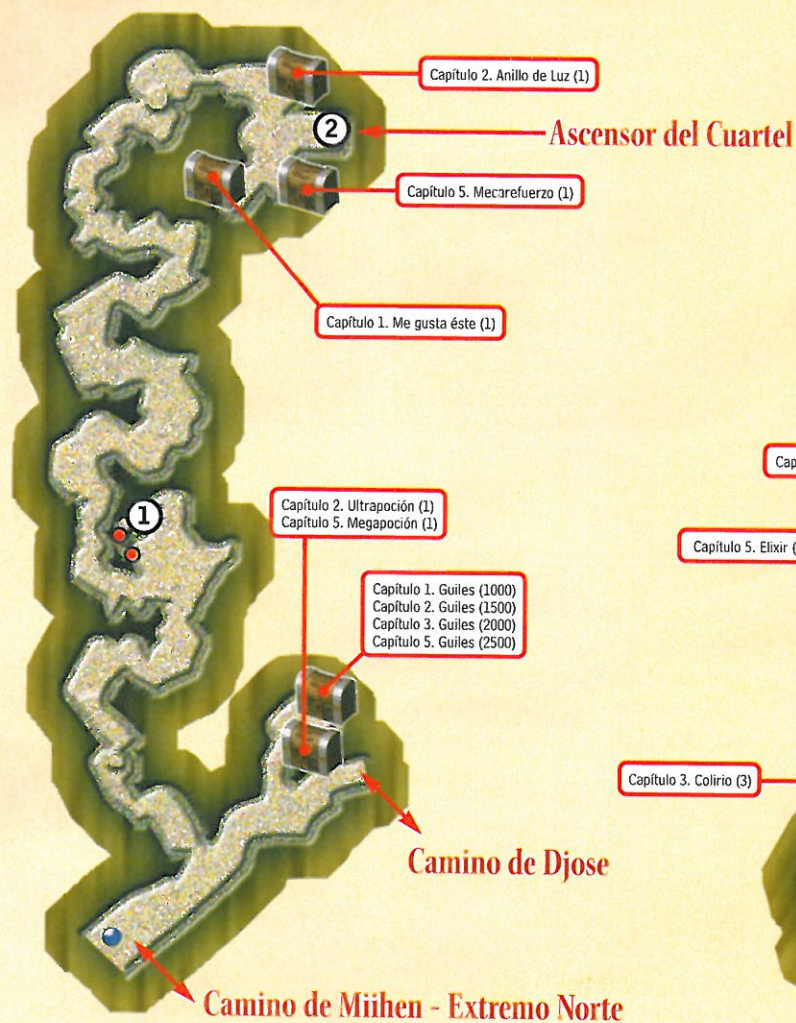 Capítulo 2. Anillo de Luz (1)
2
Ascensor del Cuartel
Capítulo 5. Mecarefuerzo (1)
Capítulo 1. Me gusta éste (1)
Cap
1
Capítulo 2. Ultrapoción (1)
Capítulo 5. Megapoción (1)
Capítulo 5. Elixir (
Capítulo 1. Guiles (1000)
Capítulo 2. Guiles (1500)
Capítulo 3. Guiles (2000)
Capítulo 5. Guiles (2500)
Capítulo 3. Colirio (3)
Camino de Djose
Camino de Miihen - Extremo Norte